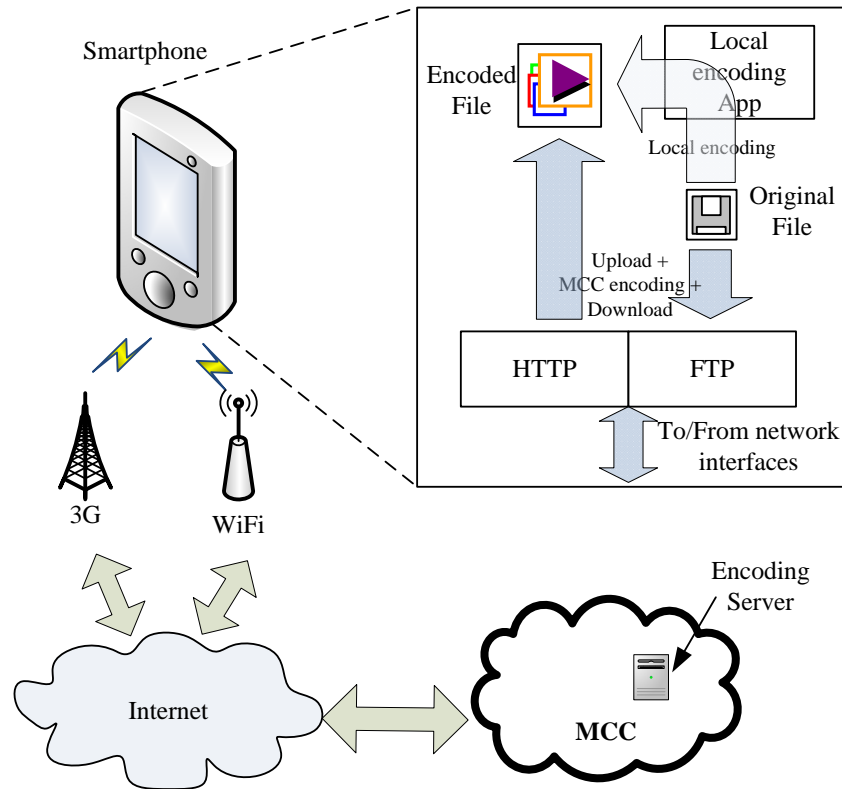 Smartphone
Encoded
File
Local
encoding
App
Local encoding
Original
File
Upload +
MCC encoding +
Download
HTTP
FTP
To/From network
interfaces
3G
WiFi
Internet
Encoding
Server
MCC